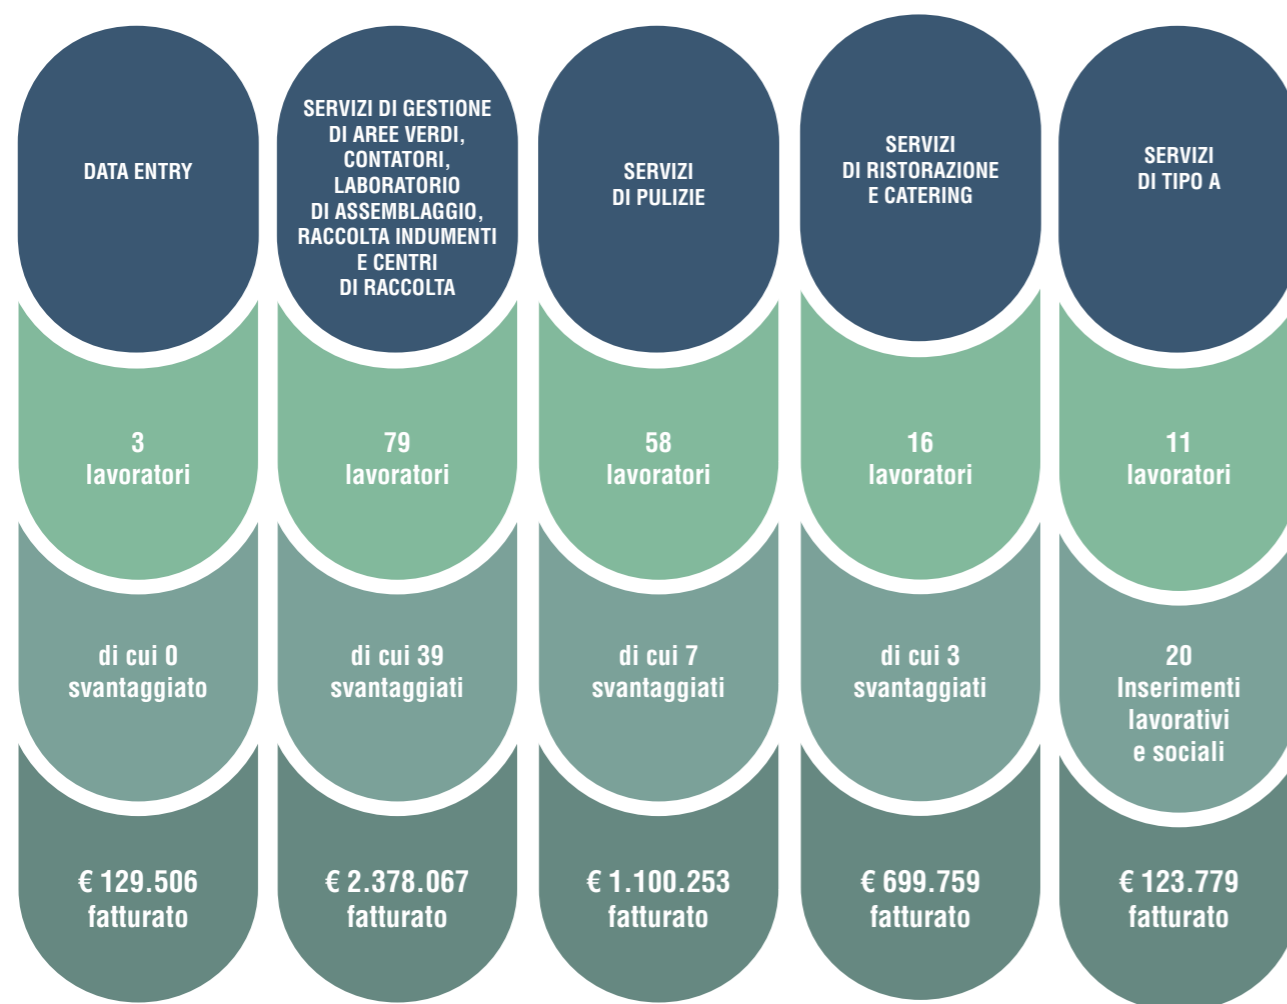 DATA ENTRY
SERVIZI DI GESTIONE
DI AREE VERDI,
CONTATORI,
LABORATORIO
DI ASSEMBLAGGIO,
RACCOLTA INDUMENTI
E CENTRI
DI RACCOLTA
SERVIZI
DI PULIZIE
SERVIZI
DI RISTORAZIONE
E CATERING
SERVIZI
DI TIPO A
3
lavoratori
79
lavoratori
58
lavoratori
16
lavoratori
11
lavoratori
di cui 0
svantaggiato
di cui 39
svantaggiati
di cui 7
svantaggiati
di cui 3
svantaggiati
20
Inserimenti
lavorativi
e sociali
€ 129.506
fatturato
€ 2.378.067
fatturato
€ 1.100.253
fatturato
€ 699.759
fatturato
€ 123.779
fatturato